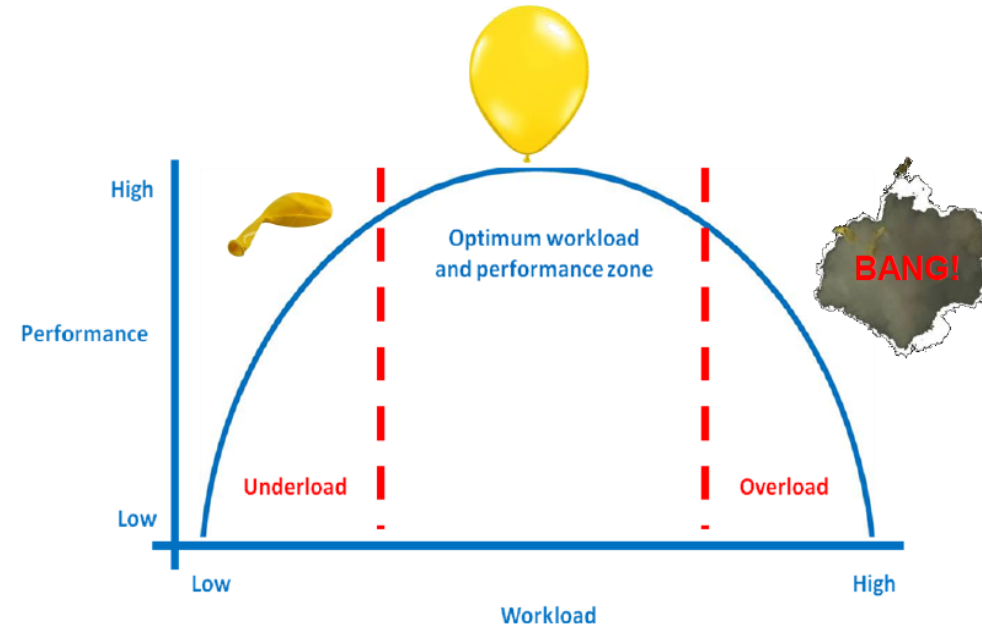 High
BANG!
Optimum workload
and performance zone
Performance
Underload
Overload
Low
Low
High
Workload